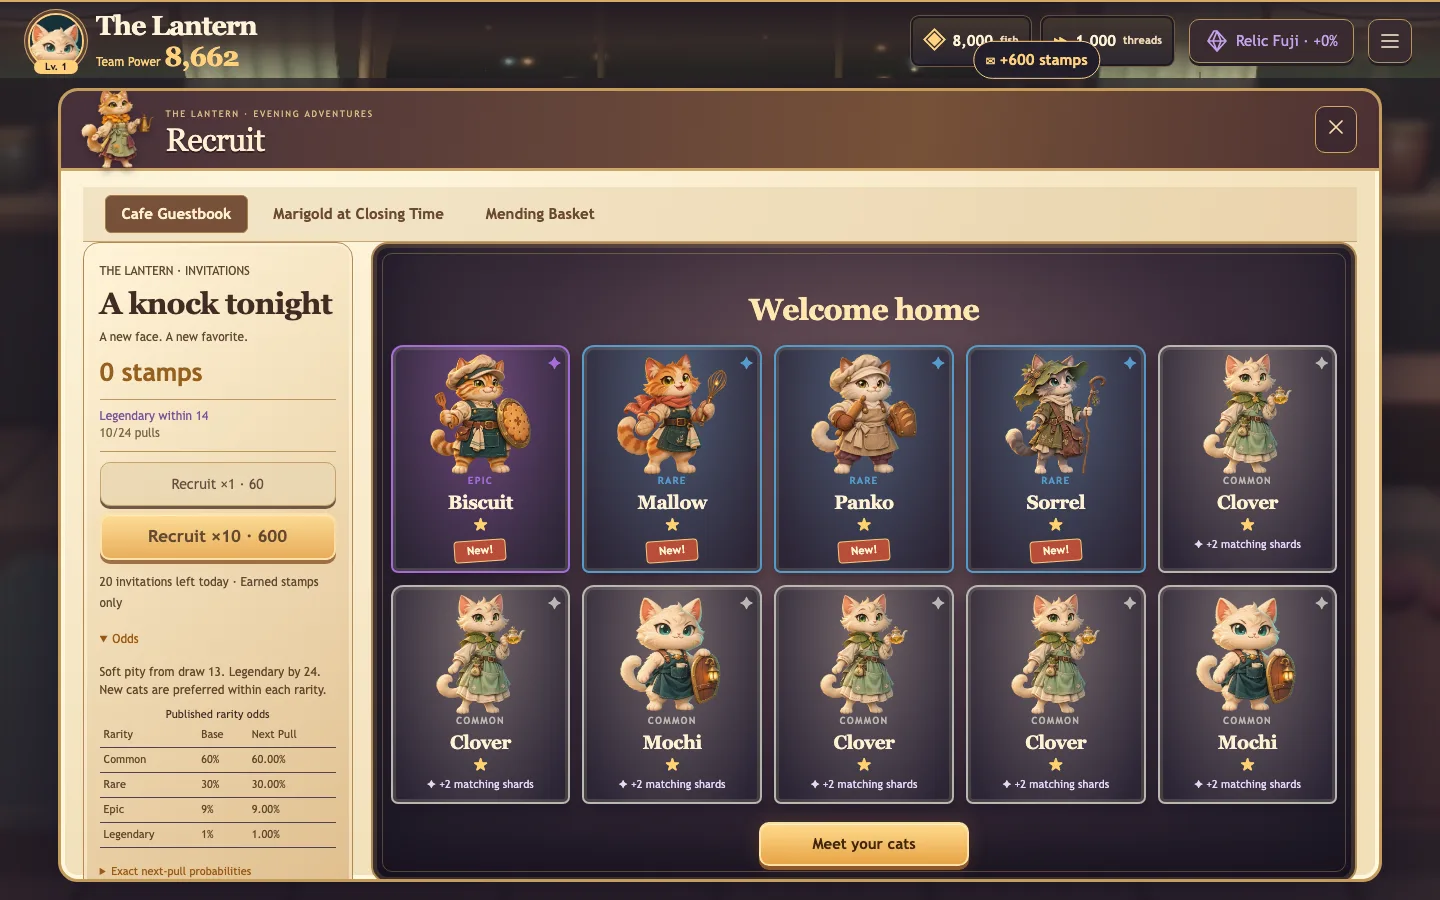 The Lantern
Team Power 8,662
Lv. 1
8,000 fish
1,000 threads
✉ +600 stamps
Relic Fuji · +0%
THE LANTERN · EVENING ADVENTURES
Recruit
Cafe Guestbook
Marigold at Closing Time
Mending Basket
THE LANTERN · INVITATIONS
A knock tonight
A new face. A new favorite.
0 stamps
Legendary within 14
10/24 pulls
Recruit ×1 · 60
Recruit ×10 · 600
20 invitations left today · Earned stamps
only
▼ Odds
Soft pity from draw 13. Legendary by 24.
New cats are preferred within each rarity.
Published rarity odds
Rarity Base Next Pull
Common 60% 60.00%
Rare 30% 30.00%
Epic 9% 9.00%
Legendary 1% 1.00%
▶ Exact next-pull probabilities
Welcome home
EPIC
Biscuit
New!
RARE
Mallow
New!
RARE
Panko
New!
RARE
Sorrel
New!
COMMON
Clover
✦ +2 matching shards
COMMON
Clover
✦ +2 matching shards
COMMON
Mochi
✦ +2 matching shards
COMMON
Clover
✦ +2 matching shards
COMMON
Clover
✦ +2 matching shards
COMMON
Mochi
✦ +2 matching shards
Meet your cats